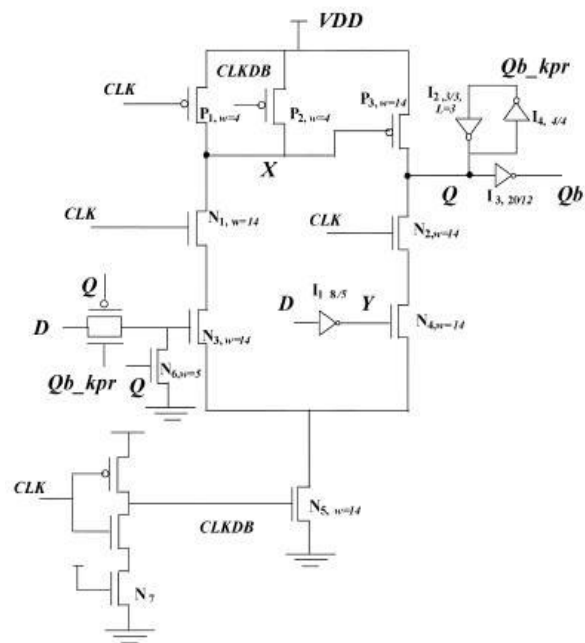 VDD
CLK
CLKDB
P1, w=4
P2, w=4
P3, w=14
I2 ,3/3,
L=3
Qb_kpr
I4, 4/4
X
Q
I3, 20/12
Qb
CLK
N1, w=14
CLK
N2,w=14
Q
D
N3,w=14
D
I1 8/5
Y
N4,w=14
Qb_kpr
Q
N6,w=5
CLK
CLKDB
N5, w=14
N7